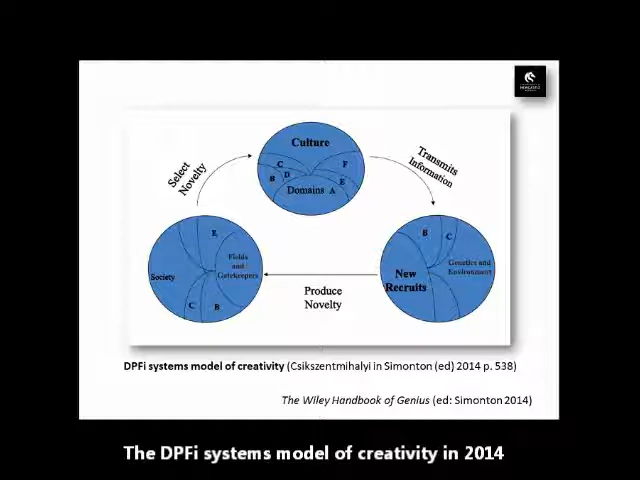 NEWCASTLE
Culture
C
F
B
D
E
Domains A
Select
Novelty
Transmits
Information
E
Fields
and
Gatekeepers
Society
C
B
B
C
Genetics and
Environment
New
Recruits
Produce
Novelty
DPFi systems model of creativity (Csikszentmihalyi in Simonton (ed) 2014 p. 538)
The Wiley Handbook of Genius (ed: Simonton 2014)
The DPFi systems model of creativity in 2014